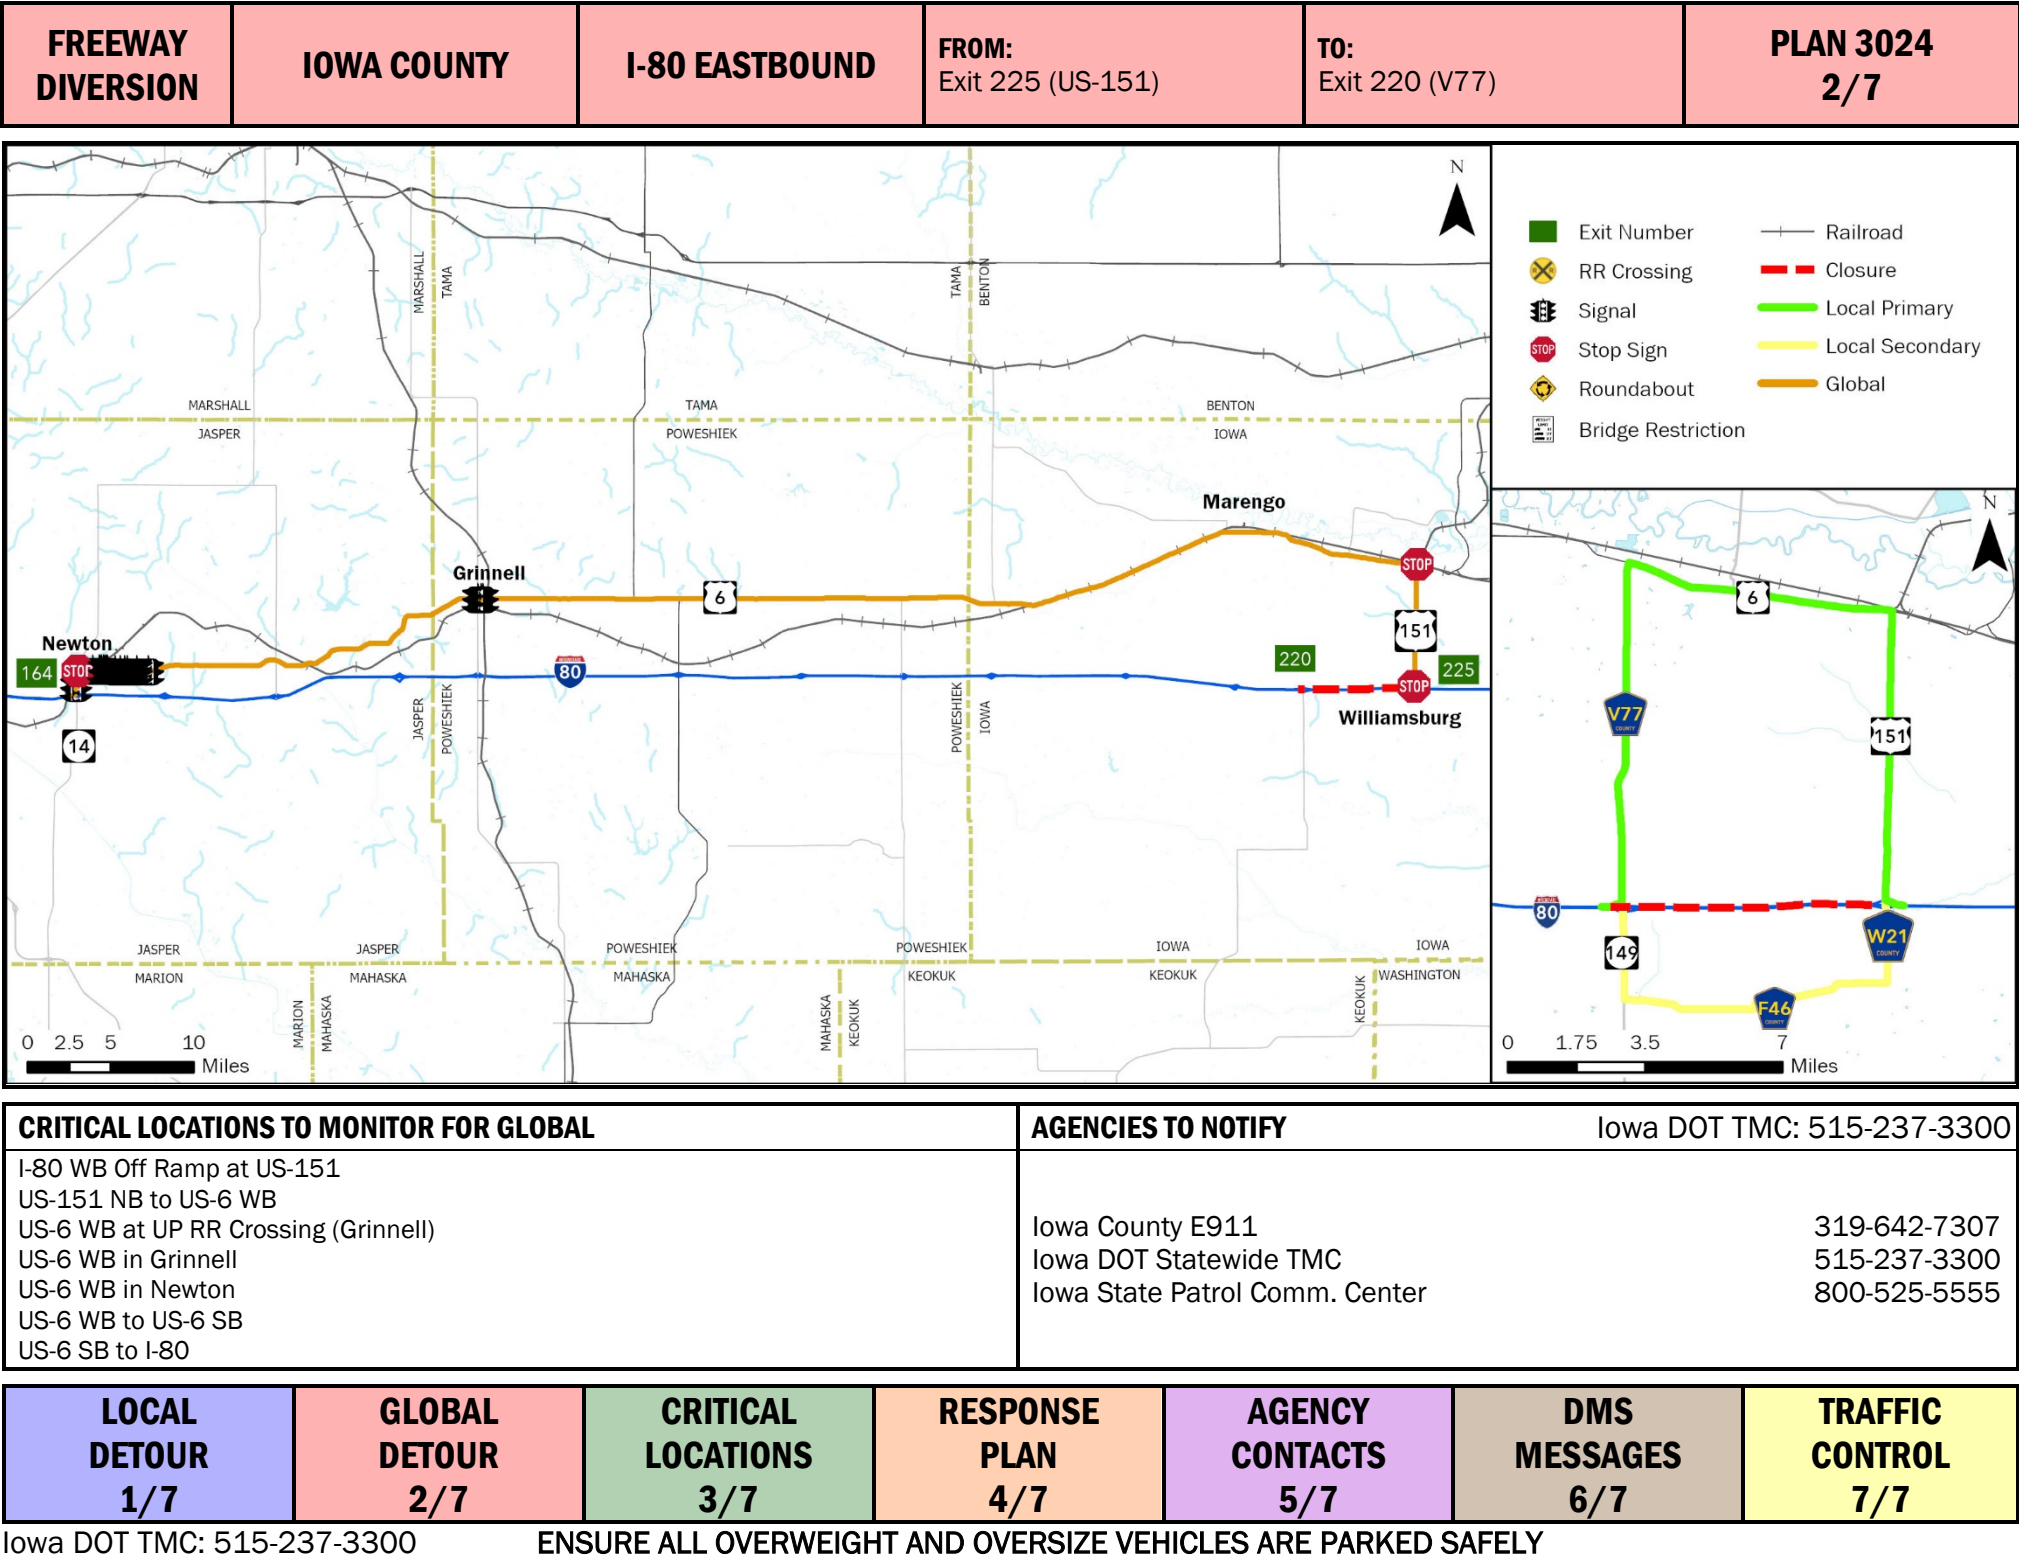 FREEWAY
DIVERSION
IOWA COUNTY
I-80 EASTBOUND
FROM:
Exit 225 (US-151)
TO:
Exit 220 (V77)
PLAN 3024
2/7
N
MARSHALL
TAMA
TAMA
BENTON
MARSHALL
JASPER
TAMA
POWESHIEK
BENTON
IOWA
Marengo
STOP
Grinnell
6
151
Newton
164
STOP
80
220
225
STOP
Williamsburg
14
JASPER
POWESHIEK
POWESHIEK
IOWA
JASPER
MARION
JASPER
MAHASKA
POWESHIEK
MAHASKA
POWESHIEK
KEOKUK
IOWA
KEOKUK
IOWA
WASHINGTON
MARION
MAHASKA
MAHASKA
KEOKUK
KEOKUK
0 2.5 5 10
Miles
Exit Number
RR Crossing
Signal
STOP
Stop Sign
Roundabout
Bridge Restriction
Railroad
Closure
Local Primary
Local Secondary
Global
N
6
V77
COUNTY
151
80
149
W21
COUNTY
F46
COUNTY
0 1.75 3.5 7
Miles
CRITICAL LOCATIONS TO MONITOR FOR GLOBAL
I-80 WB Off Ramp at US-151
US-151 NB to US-6 WB
US-6 WB at UP RR Crossing (Grinnell)
US-6 WB in Grinnell
US-6 WB in Newton
US-6 WB to US-6 SB
US-6 SB to I-80
AGENCIES TO NOTIFY
Iowa DOT TMC: 515-237-3300
Iowa County E911 319-642-7307
Iowa DOT Statewide TMC 515-237-3300
Iowa State Patrol Comm. Center 800-525-5555
LOCAL
DETOUR
1/7
GLOBAL
DETOUR
2/7
CRITICAL
LOCATIONS
3/7
RESPONSE
PLAN
4/7
AGENCY
CONTACTS
5/7
DMS
MESSAGES
6/7
TRAFFIC
CONTROL
7/7
Iowa DOT TMC: 515-237-3300
ENSURE ALL OVERWEIGHT AND OVERSIZE VEHICLES ARE PARKED SAFELY